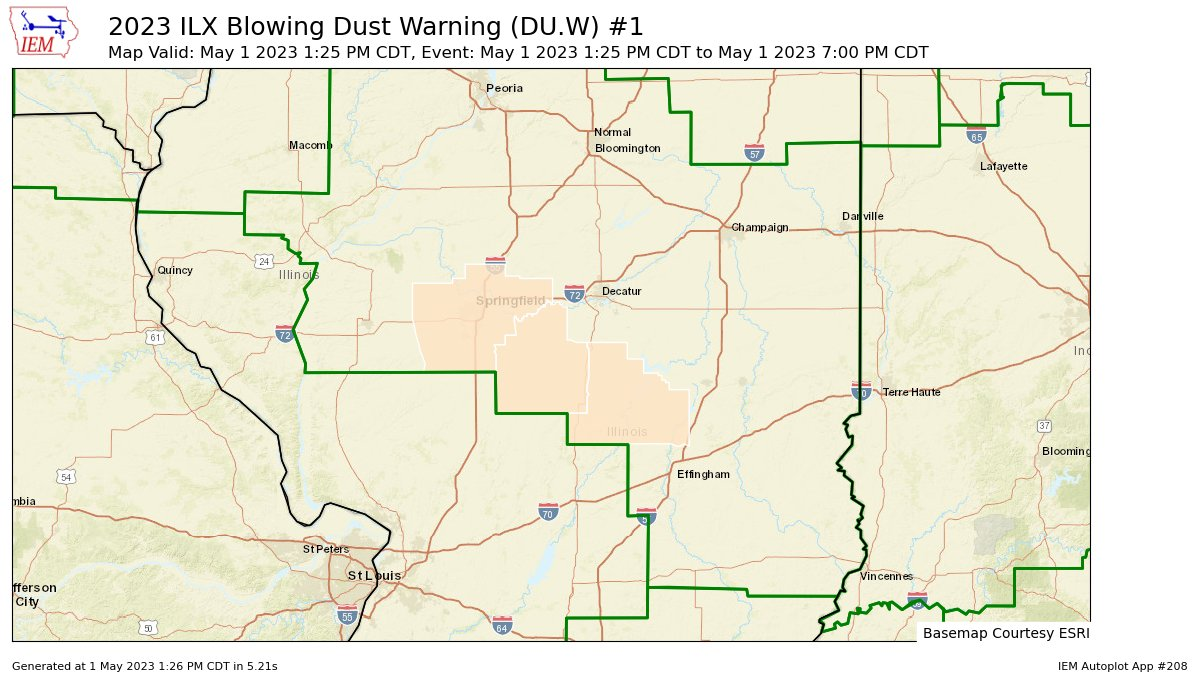 IEM
2023 ILX Blowing Dust Warning (DU.W) #1
Map Valid: May 1 2023 1:25 PM CDT, Event: May 1 2023 1:25 PM CDT to May 1 2023 7:00 PM CDT
Peoria
Normal
Macomb
Bloomington
65
57
Lafayette
Danville
Champaign
24
Quincy
Illinois
55
72
Decatur
Springfield
72
61
Ind
Terre Haute
37
Illinois
Blooming
Effingham
54
mbia
70
St Peters
St Louis
Vincennes
fferson
City
55
64
50
Basemap Courtesy ESRI
Generated at 1 May 2023 1:26 PM CDT in 5.21s
IEM Autoplot App #208